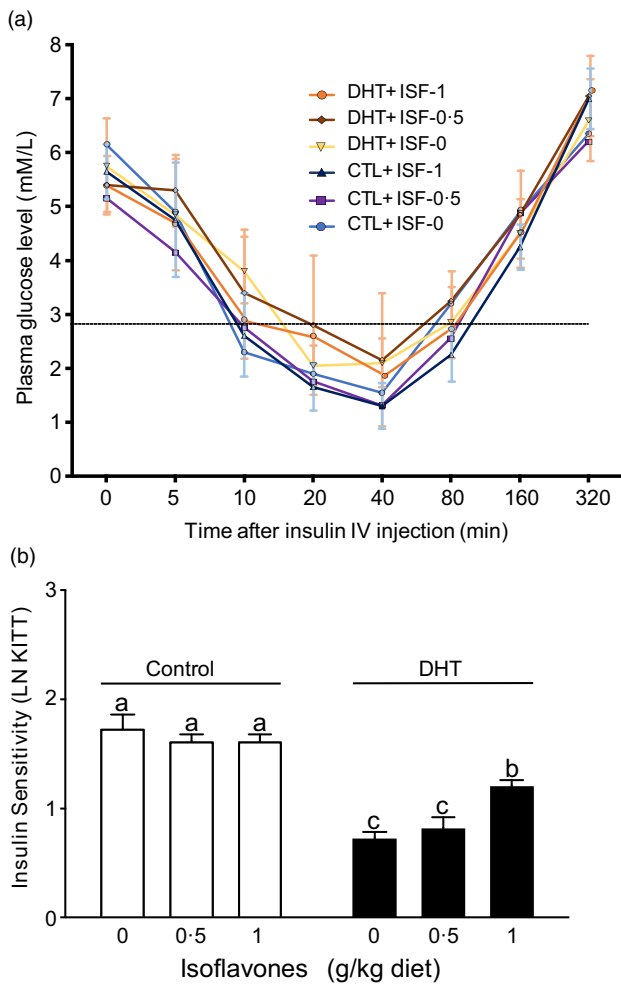 (a)
8
7
6
5
4
3
2
1
0
Plasma glucose level (mM/L)
DHT+ ISF-1
DHT+ ISF-0·5
DHT+ ISF-0
CTL+ ISF-1
CTL+ ISF-0·5
CTL+ ISF-0
0 5 10 20 40 80 160 320
Time after insulin IV injection (min)
(b)
3
2
1
0
Insulin Sensitivity (LN KITT)
Control DHT
a a a c c b
0 0·5 1 0 0·5 1
Isoflavones (g/kg diet)